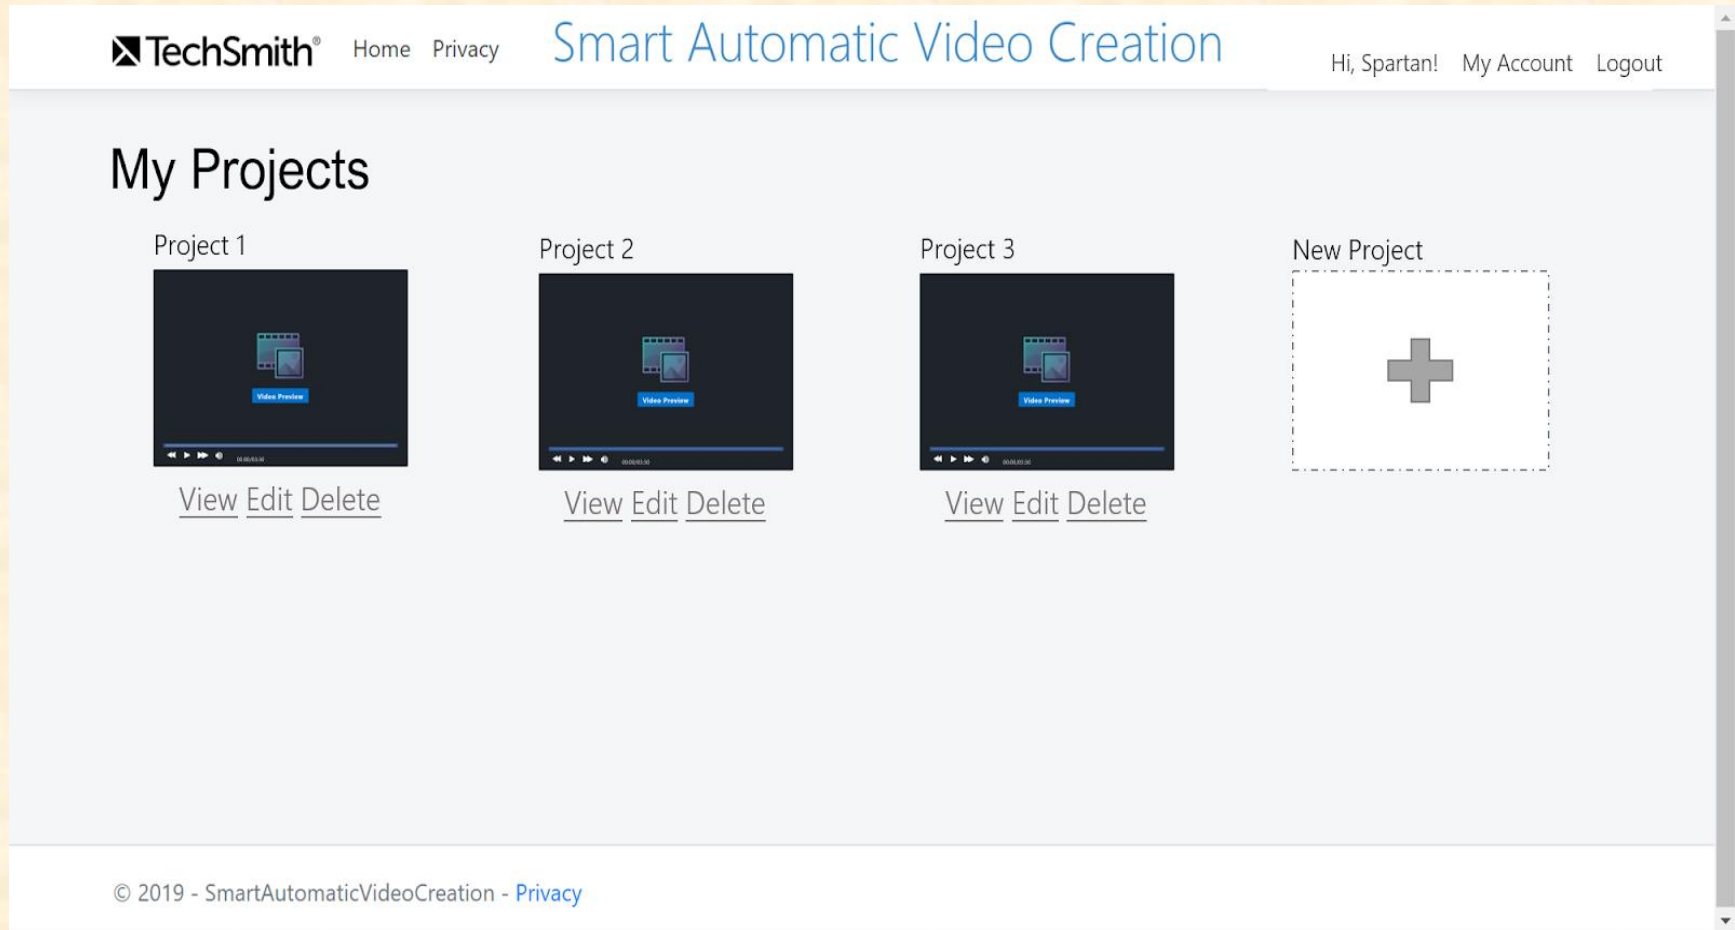 TechSmith® Home Privacy Smart Automatic Video Creation Hi, Spartan! My Account Logout
My Projects
Project 1 Project 2 Project 3 New Project
Video Preview Video Preview Video Preview
View Edit Delete View Edit Delete View Edit Delete
© 2019 - SmartAutomaticVideoCreation - Privacy